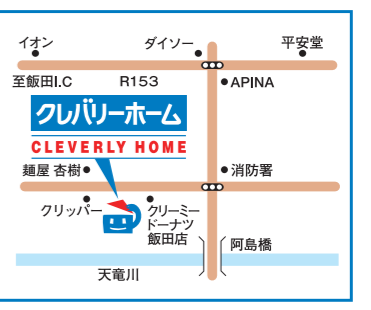 イオン
ダイソー
平安堂
至飯田I.C
R153
APINA
クレバリーホーム
CLEVERLY HOME
麺屋 杏樹
消防署
クリッパー
クリーミー
ドーナツ
飯田店
阿島橋
天竜川